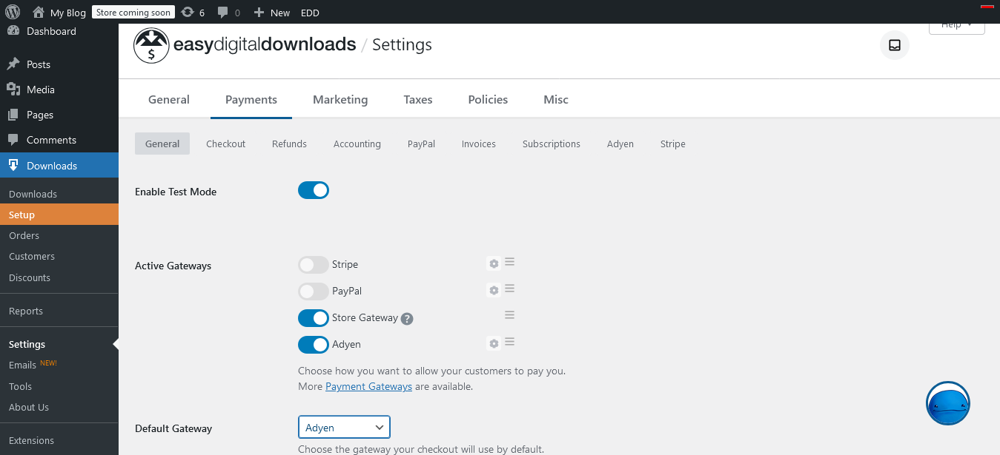 My Blog Store coming soon 6 0 New EDD
Dashboard
Posts
Media
Pages
Comments
Downloads
Downloads
Setup
Orders
Customers
Discounts
Reports
Settings
Emails NEW!
Tools
About Us
Extensions
easydigitaldownloads / Settings
Help
General Payments Marketing Taxes Policies Misc
General Checkout Refunds Accounting PayPal Invoices Subscriptions Adyen Stripe
Enable Test Mode
Active Gateways
Stripe
PayPal
Store Gateway ?
Adyen
Choose how you want to allow your customers to pay you.
More Payment Gateways are available.
Default Gateway
Adyen
Choose the gateway your checkout will use by default.